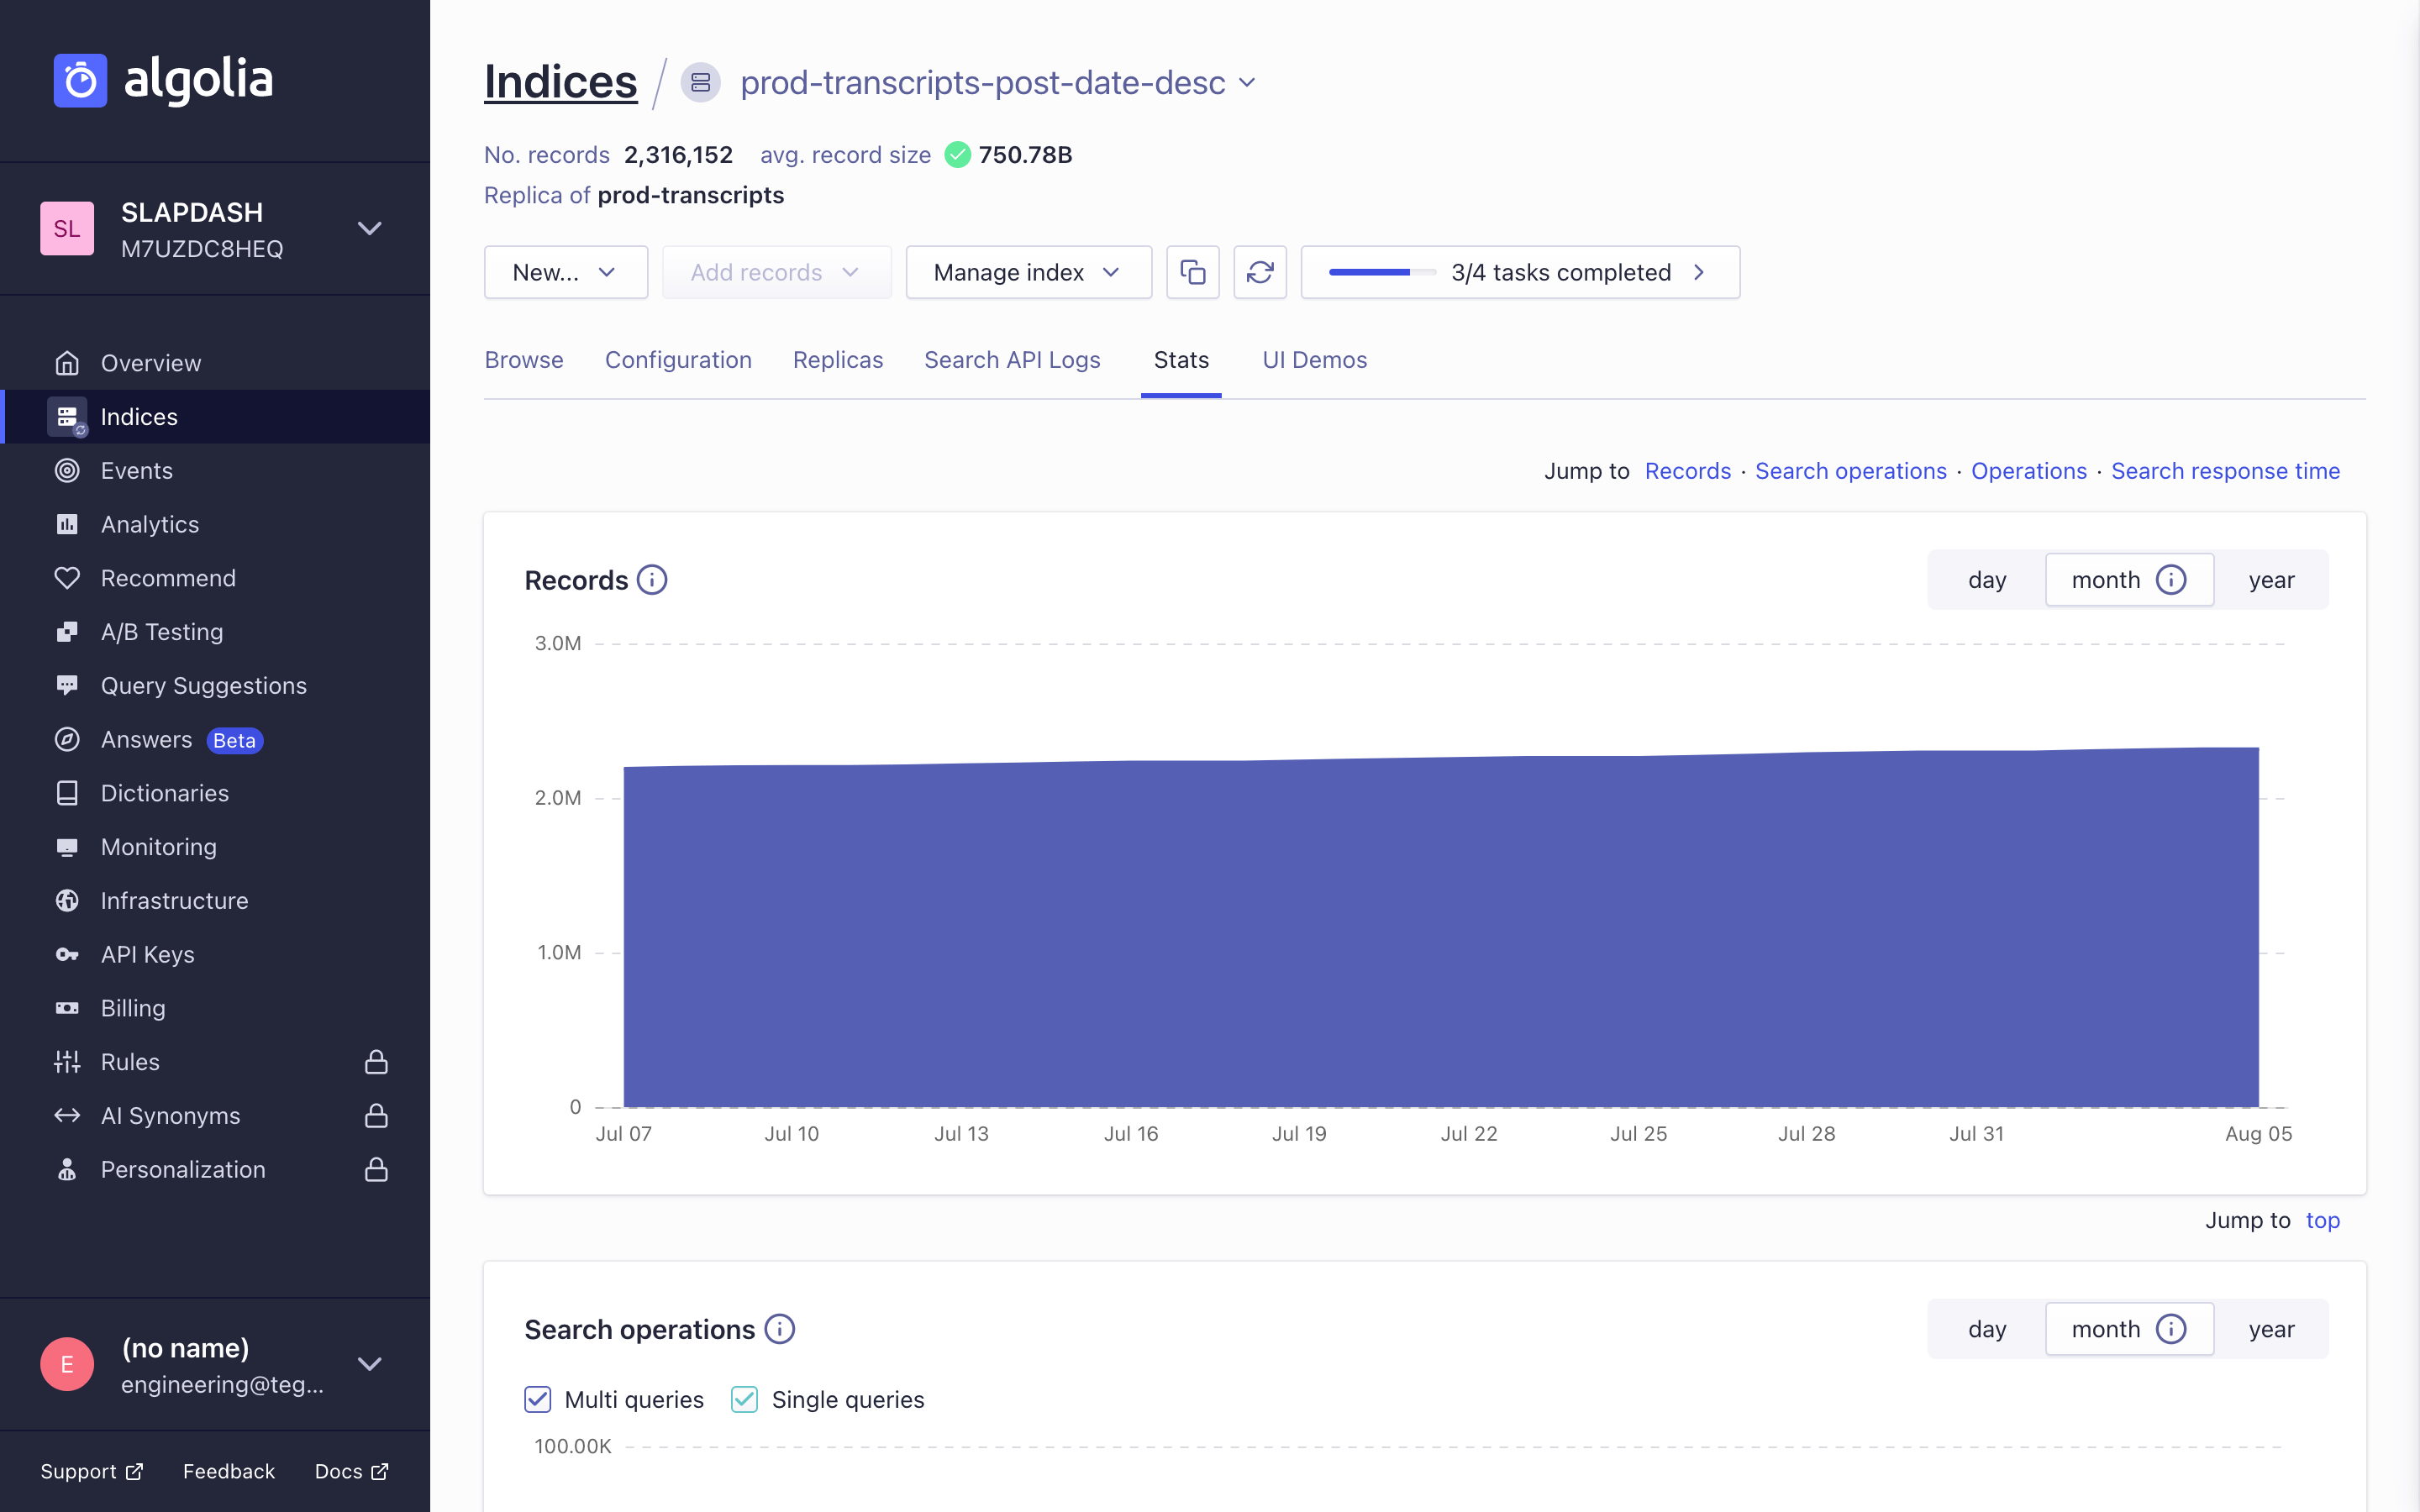 algolia
SL
SLAPDASH
M7UZDC8HEQ
Overview
Indices
Events
Analytics
Recommend
A/B Testing
Query Suggestions
Answers Beta
Dictionaries
Monitoring
Infrastructure
API Keys
Billing
Rules
AI Synonyms
Personalization
E
(no name)
engineering@teg...
Support Feedback Docs
Indices / prod-transcripts-post-date-desc
No. records 2,316,152 avg. record size 750.78B
Replica of prod-transcripts
New... Add records Manage index 3/4 tasks completed
Browse Configuration Replicas Search API Logs Stats UI Demos
Jump to Records · Search operations · Operations · Search response time
Records day month year
3.0M
2.0M
1.0M
0
Jul 07 Jul 10 Jul 13 Jul 16 Jul 19 Jul 22 Jul 25 Jul 28 Jul 31 Aug 05
Jump to top
Search operations day month year
Multi queries Single queries
100.00K